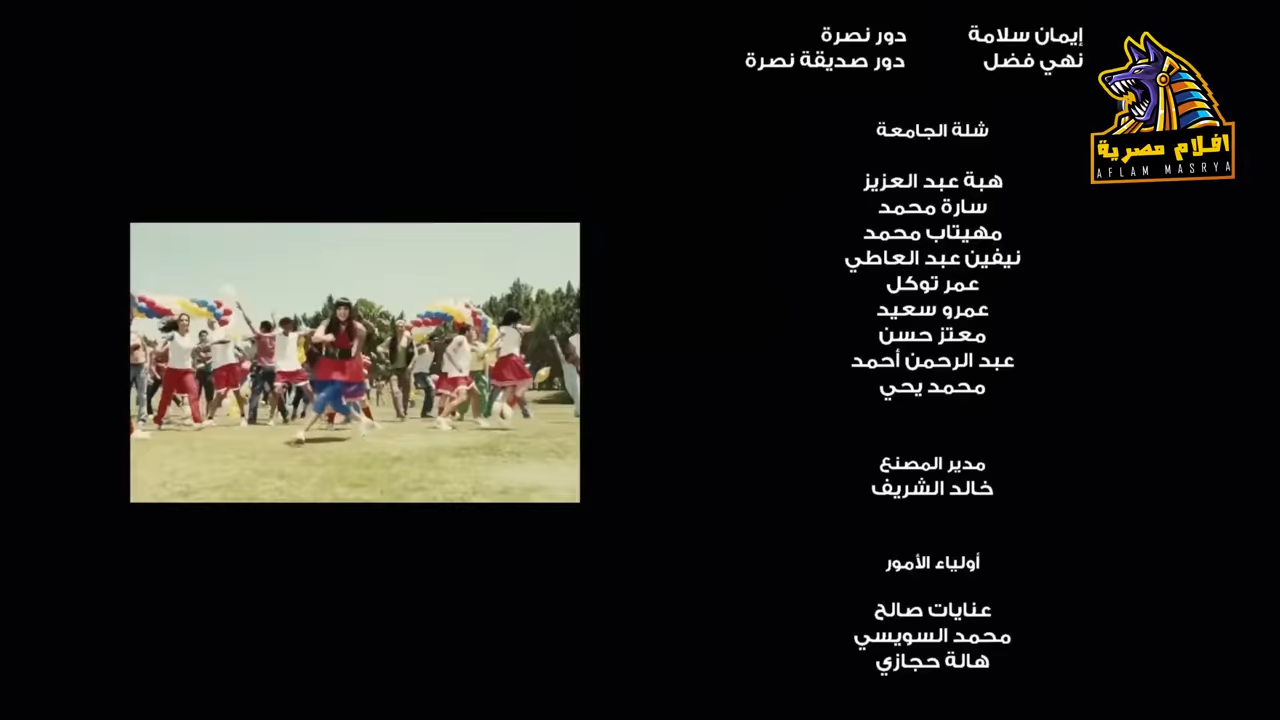 إيمان سلامة دور نصرة
نهي فضل دور صديقة نصرة
افلام مصرية
AFLAM MASRYA
شلة الجامعة
هبة عبد العزيز
سارة محمد
مهيتاب محمد
نيفين عبد العاطي
عمر توكل
عمرو سعيد
معتز حسن
عبد الرحمن أحمد
محمد يحي
مدير المصنع
خالد الشريف
أولياء الأمور
عنايات صالح
محمد السويسي
هالة حجازي